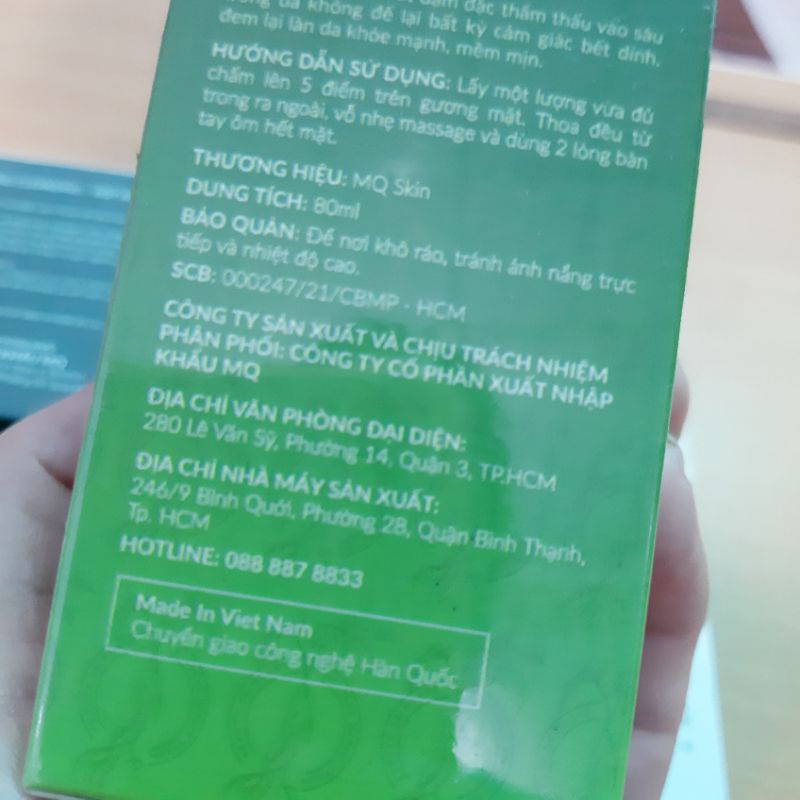 đặc thẩm thấu vào sâu
trong da không để lại bất kỳ cảm giác bết dính,
đem lại làn da khỏe mạnh, mềm mịn.
HƯỚNG DẪN SỬ DỤNG: Lấy một lượng vừa đủ
chấm lên 5 điểm trên gương mặt. Thoa đều từ
trong ra ngoài, vỗ nhẹ massage và dùng 2 lòng bàn
tay ôm hết mặt.
THƯƠNG HIỆU: MQ Skin
DUNG TÍCH: 80ml
BẢO QUẢN: Để nơi khô ráo, tránh ánh nắng trực
tiếp và nhiệt độ cao.
SCB: 000247/21/CBMP - HCM
CÔNG TY SẢN XUẤT VÀ CHỊU TRÁCH NHIỆM
PHÂN PHỐI: CÔNG TY CỔ PHẦN XUẤT NHẬP
KHẨU MQ
ĐỊA CHỈ VĂN PHÒNG ĐẠI DIỆN:
280 Lê Văn Sỹ, Phường 14, Quận 3, TP.HCM
ĐỊA CHỈ NHÀ MÁY SẢN XUẤT:
246/9 Bình Quới, Phường 28, Quận Bình Thạnh,
Tp. HCM
HOTLINE: 088 887 8833
Made In Viet Nam
Chuyển giao công nghệ Hàn Quốc